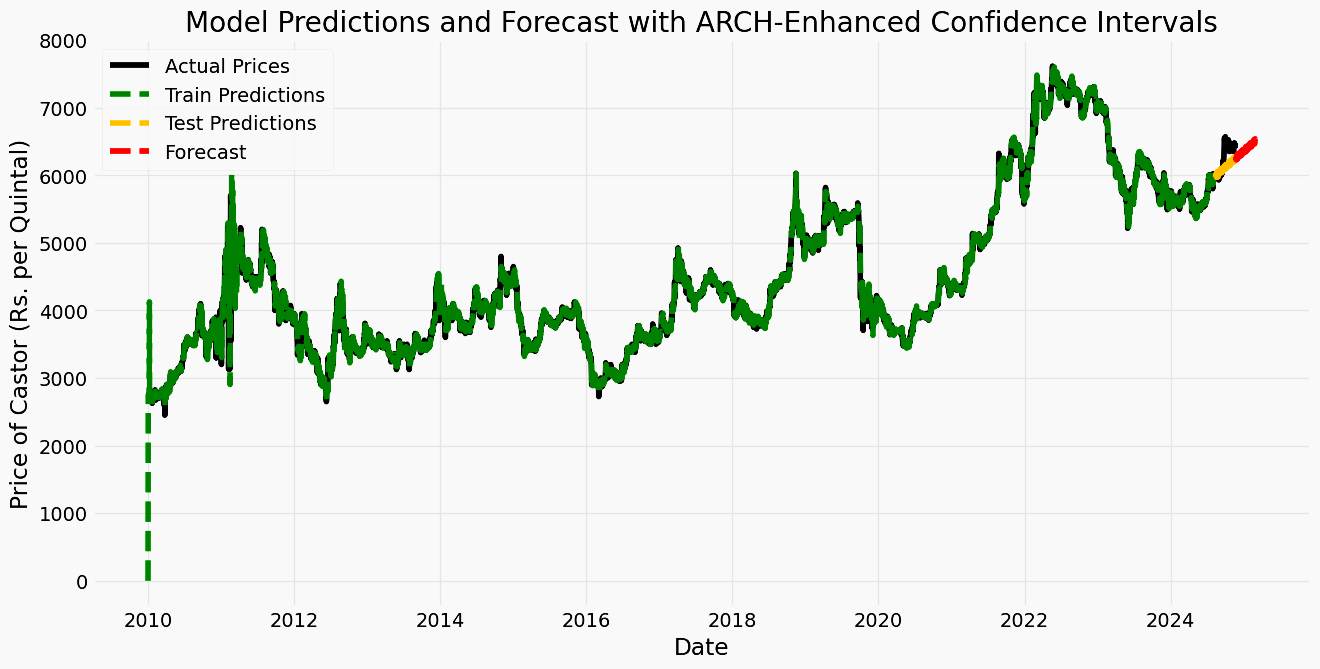 Model Predictions and Forecast with ARCH-Enhanced Confidence Intervals
Actual Prices
Train Predictions
Test Predictions
Forecast
Price of Castor (Rs. per Quintal)
8000
7000
6000
5000
4000
3000
2000
1000
0
2010 2012 2014 2016 2018 2020 2022 2024
Date